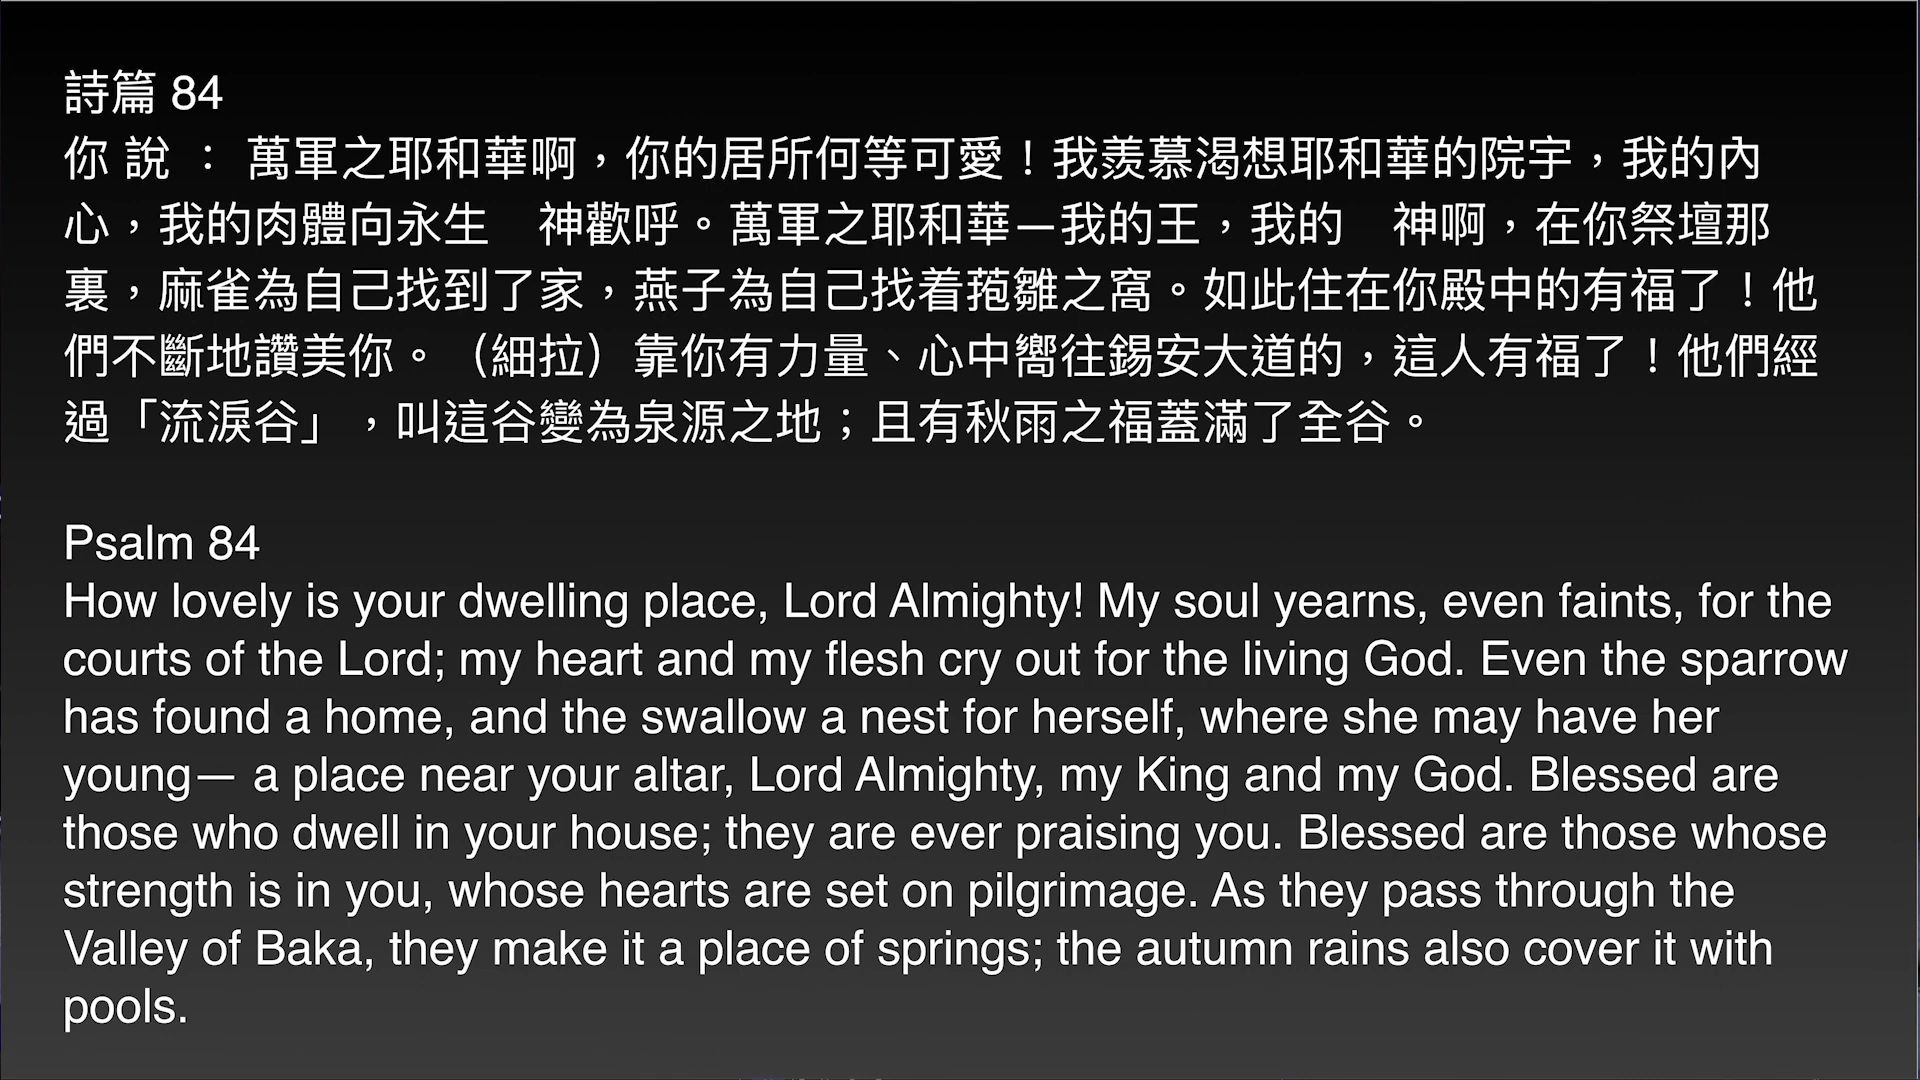 詩篇 84
你 說 ： 萬軍之耶和華啊，你的居所何等可愛！我羨慕渴想耶和華的院宇，我的內
心，我的肉體向永生　神歡呼。萬軍之耶和華—我的王，我的　神啊，在你祭壇那
裏，麻雀為自己找到了家，燕子為自己找着菢雛之窩。如此住在你殿中的有福了！他
們不斷地讚美你。（細拉）靠你有力量、心中嚮往錫安大道的，這人有福了！他們經
過「流淚谷」，叫這谷變為泉源之地；且有秋雨之福蓋滿了全谷。
Psalm 84
How lovely is your dwelling place, Lord Almighty! My soul yearns, even faints, for the
courts of the Lord; my heart and my flesh cry out for the living God. Even the sparrow
has found a home, and the swallow a nest for herself, where she may have her
young— a place near your altar, Lord Almighty, my King and my God. Blessed are
those who dwell in your house; they are ever praising you. Blessed are those whose
strength is in you, whose hearts are set on pilgrimage. As they pass through the
Valley of Baka, they make it a place of springs; the autumn rains also cover it with
pools.